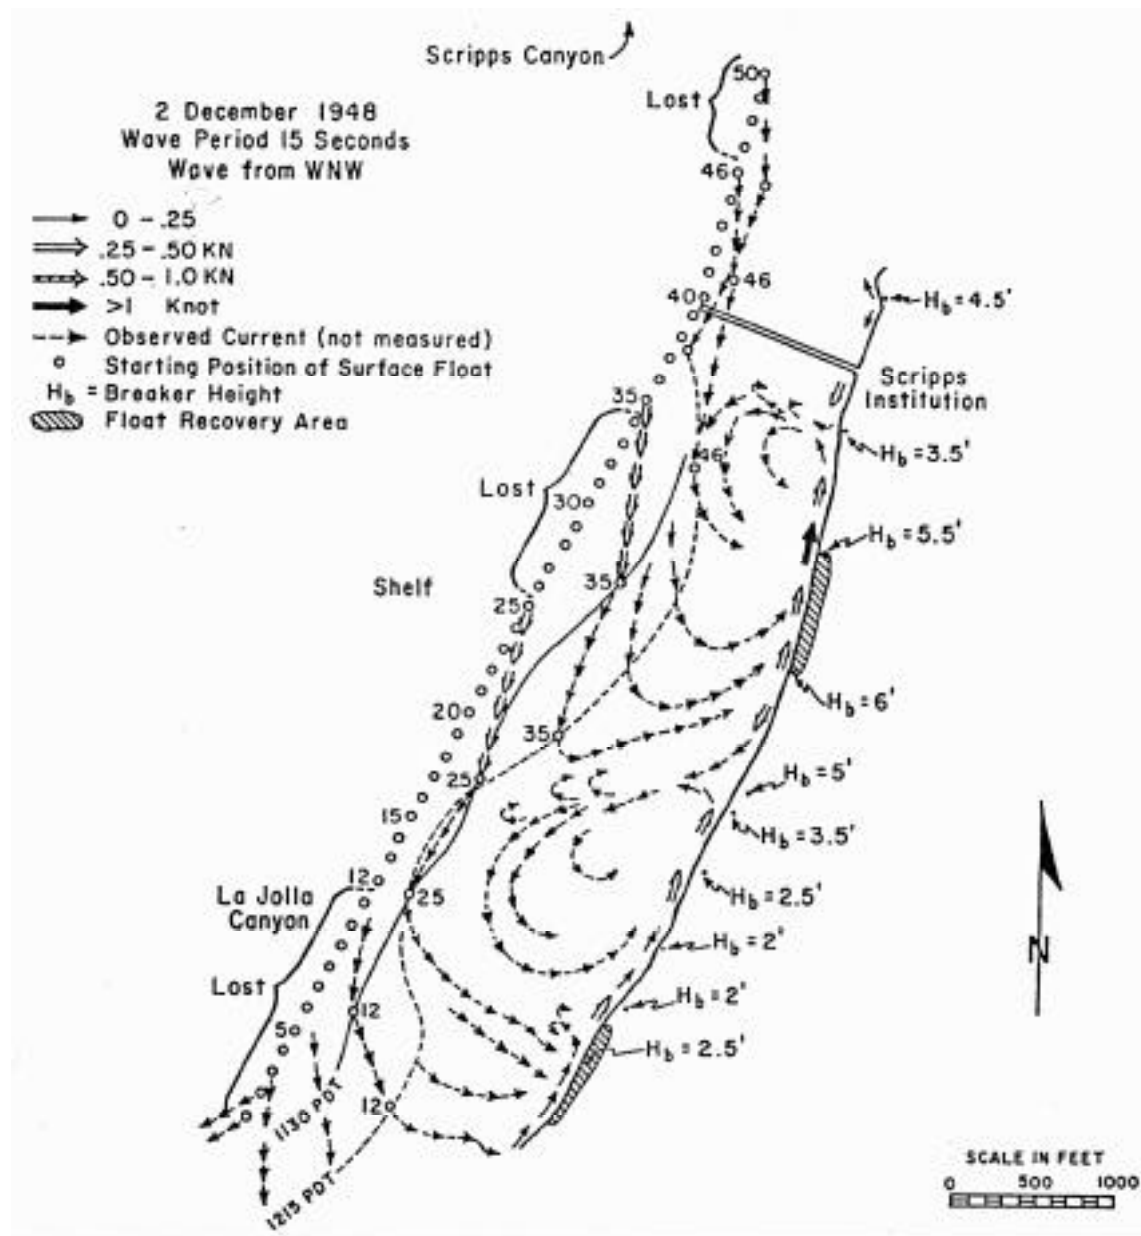 Scripps Canyon
50
Lost
2 December 1948
Wave Period 15 Seconds
Wave from WNW
46
0 - .25
.25 - .50 KN
.50 - 1.0 KN
>1 Knot
Observed Current (not measured)
Starting Position of Surface Float
Hb = Breaker Height
Float Recovery Area
46
40
Hb = 4.5'
Scripps
Institution
35
Hb = 3.5'
46
Lost
30
Hb = 5.5'
Shelf
35
25
Hb = 6'
20
35
25
Hb = 5'
15
Hb = 3.5'
12
La Jolla
Canyon
25
Hb = 2.5'
Hb = 2'
N
Lost
Hb = 2'
12
5
Hb = 2.5'
1130 PDT
12
1215 PDT
SCALE IN FEET
0 500 1000